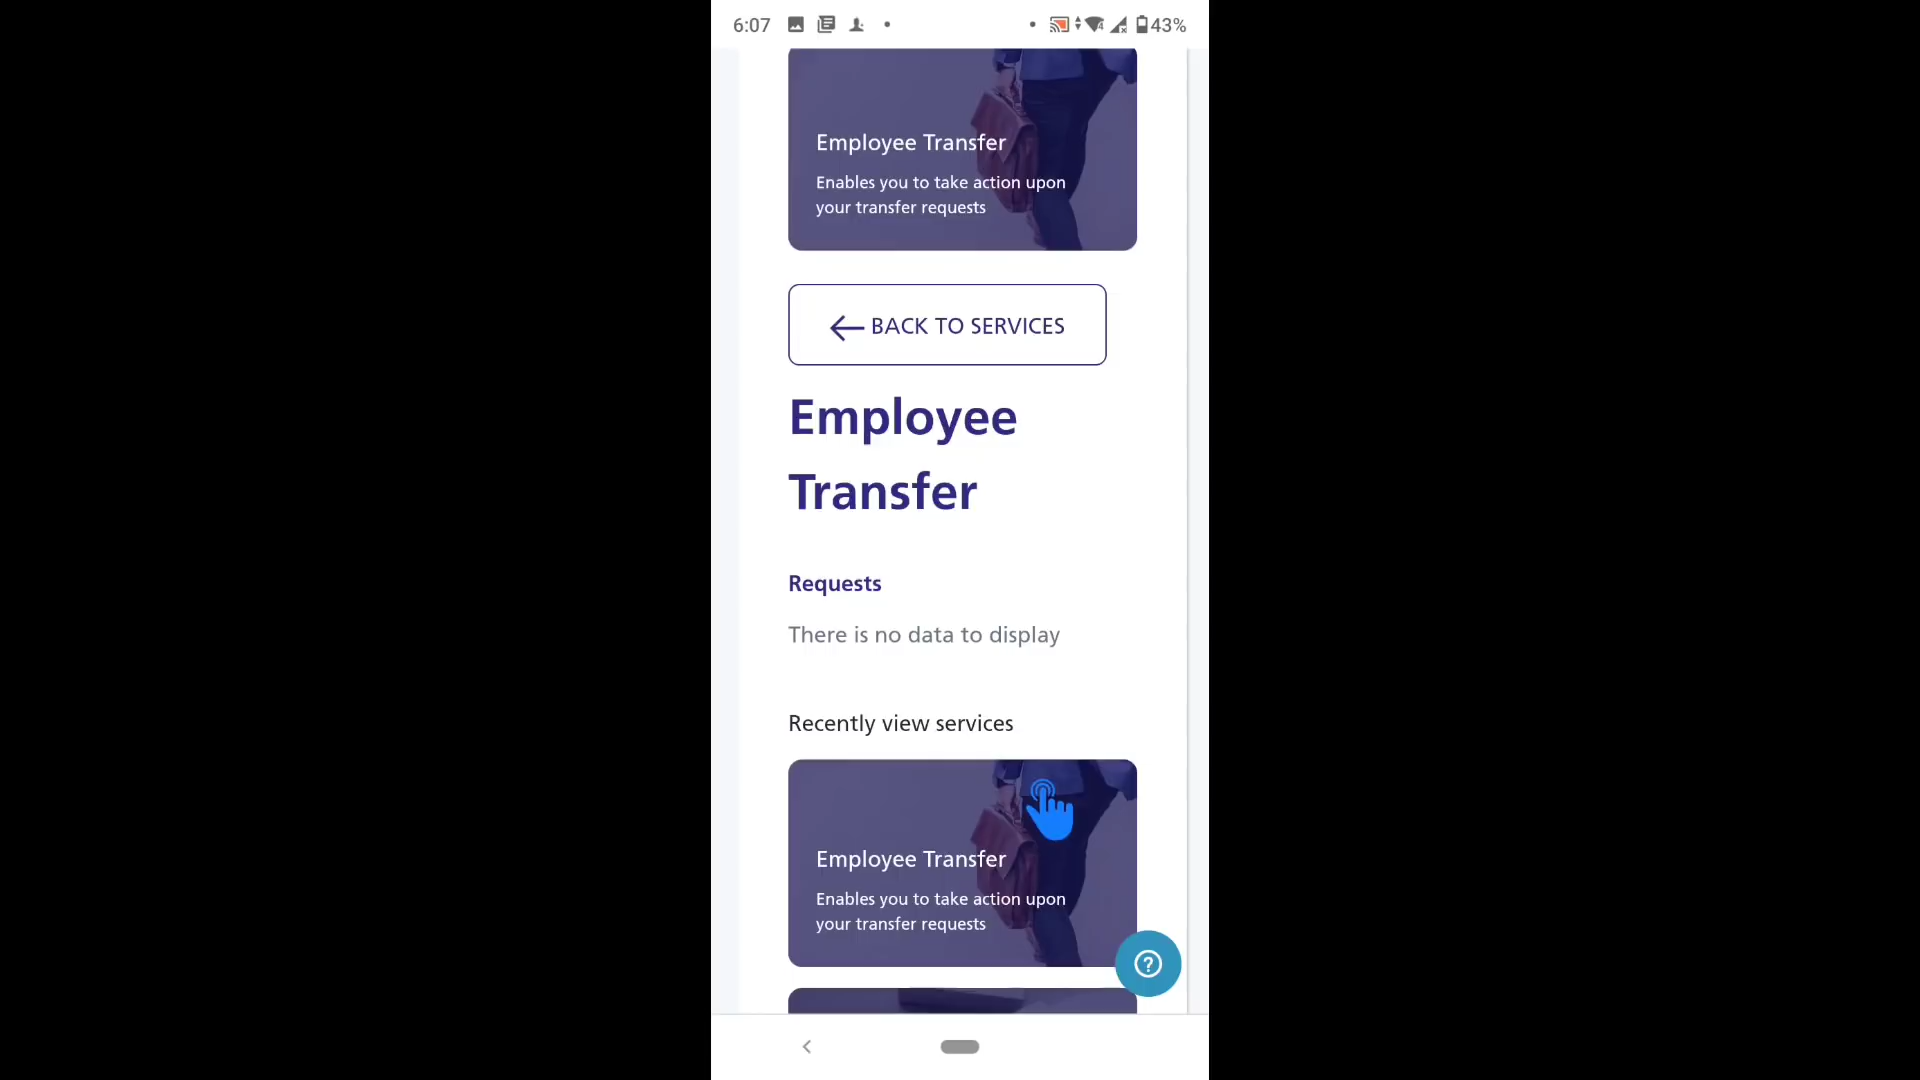 6:07
43%
Employee Transfer
Enables you to take action upon
your transfer requests
BACK TO SERVICES
Employee
Transfer
Requests
There is no data to display
Recently view services
Employee Transfer
Enables you to take action upon
your transfer requests